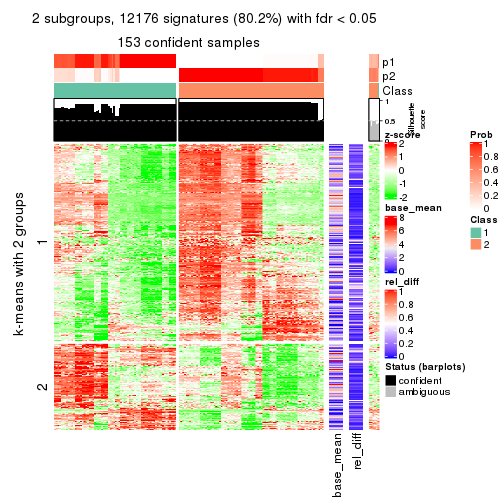 2 subgroups, 12176 signatures (80.2%) with fdr < 0.05
153 confident samples
p1
p2
Class
1
0.5
0
Silhouette
score
k-means with 2 groups
1
2
base_mean
rel_diff
z-score
2
1
0
-1
-2
base_mean
8
6
4
2
0
rel_diff
1
0.8
0.6
0.4
0.2
0
Status (barplots)
confident
ambiguous
Prob
1
0.8
0.6
0.4
0.2
0
Class
1
2